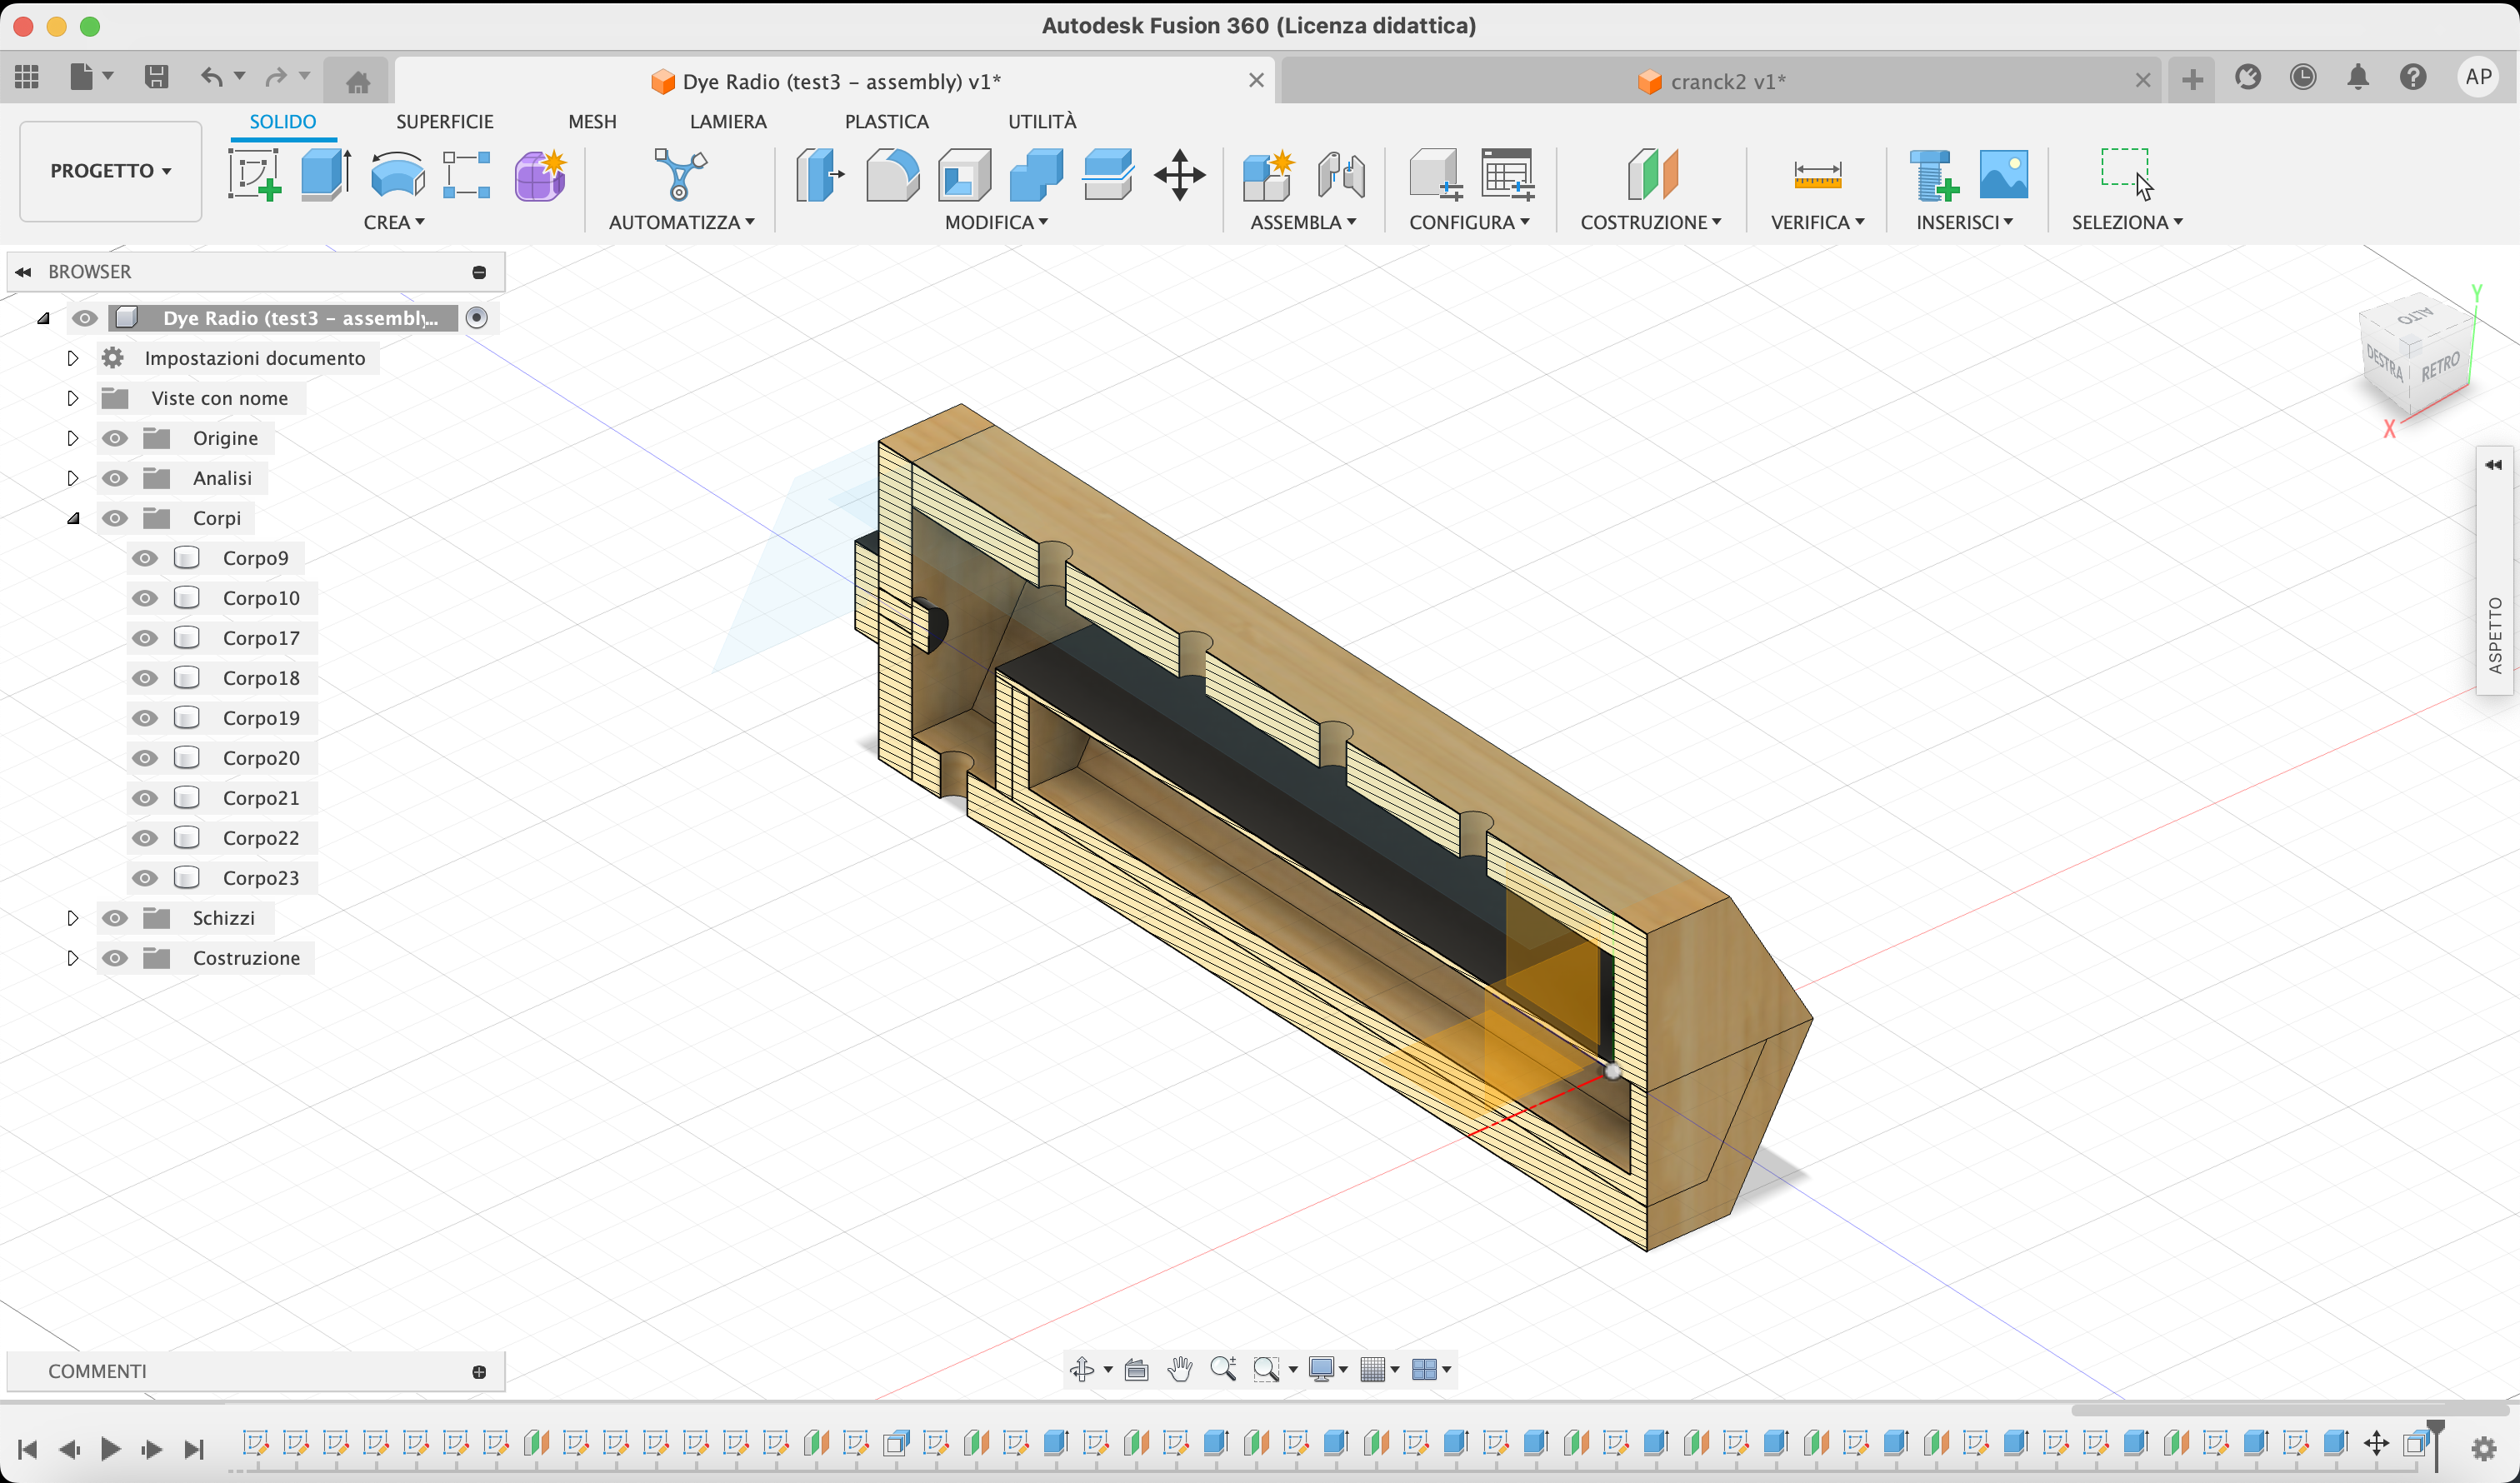 Autodesk Fusion 360 (Licenza didattica)
Dye Radio (test3 – assembly) v1*
cranck2 v1*
AP
PROGETTO
SOLIDO
SUPERFICIE
MESH
LAMIERA
PLASTICA
UTILITÀ
CREA
AUTOMATIZZA
MODIFICA
ASSEMBLA
CONFIGURA
COSTRUZIONE
VERIFICA
INSERISCI
SELEZIONA
BROWSER
Dye Radio (test3 – assembly...
Impostazioni documento
Viste con nome
Origine
Analisi
Corpi
Corpo9
Corpo10
Corpo17
Corpo18
Corpo19
Corpo20
Corpo21
Corpo22
Corpo23
Schizzi
Costruzione
Y
ALTO
DESTRA
RETRO
X
ASPETTO
COMMENTI